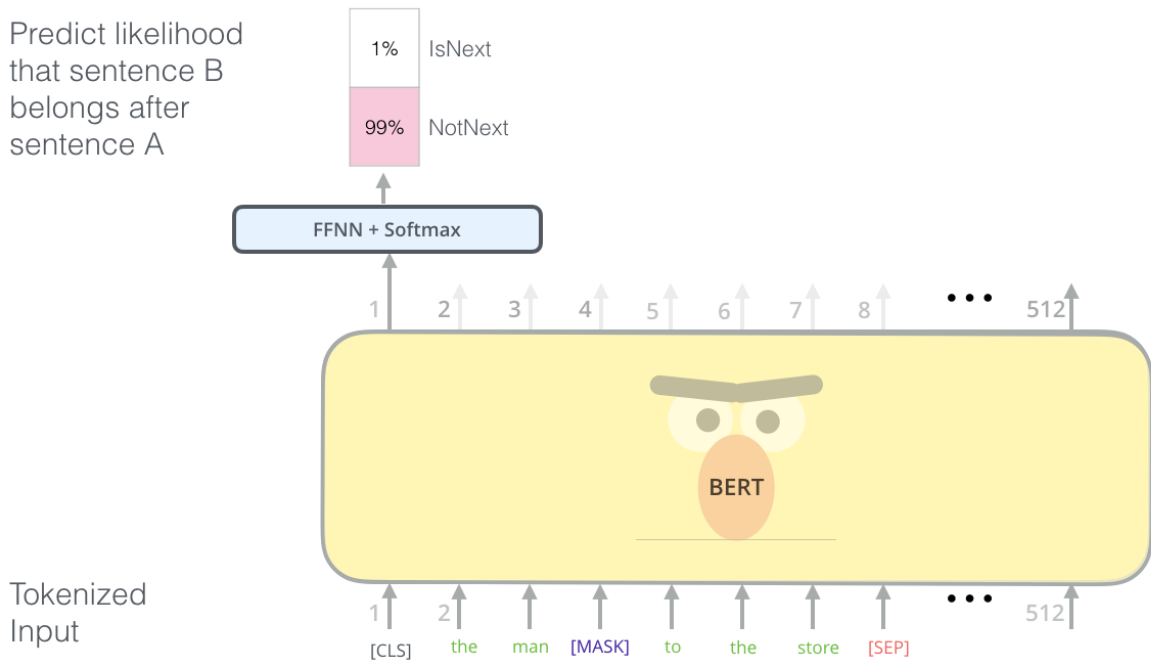 Predict likelihood
that sentence B
belongs after
sentence A
1% IsNext
99% NotNext
FFNN + Softmax
1 2 3 4 5 6 7 8 ••• 512
BERT
Tokenized
Input
1 2 ••• 512
[CLS] the man [MASK] to the store [SEP]